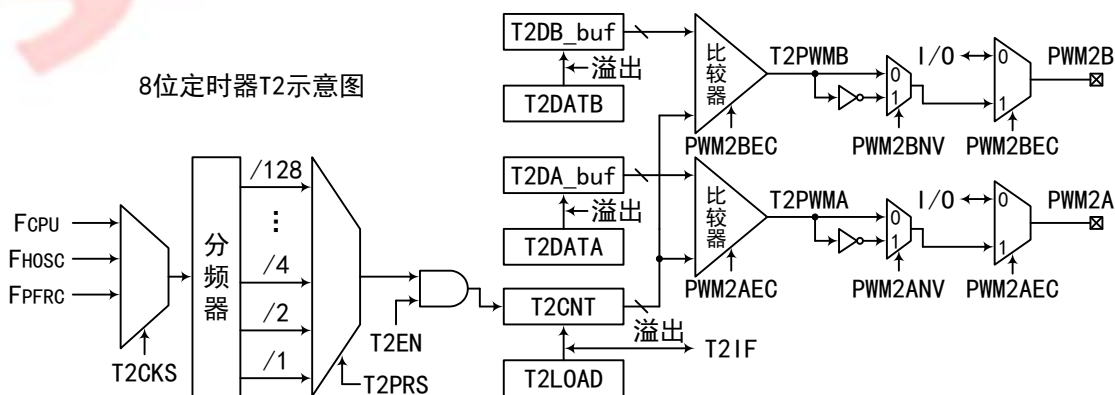 8位定时器T2示意图
T2DB_buf
溢出
T2DATB
比较器
T2PWMB
PWM2BEC
0
1
PWM2BNV
I/O
0
1
PWM2BEC
PWM2B
T2DA_buf
溢出
T2DATA
比较器
T2PWMA
PWM2AEC
0
1
PWM2ANV
I/O
0
1
PWM2AEC
PWM2A
FCPU
FHOSC
FPFRC
T2CKS
分频器
/128
⋮
/4
/2
/1
T2PRS
T2EN
T2CNT
溢出
T2IF
T2LOAD